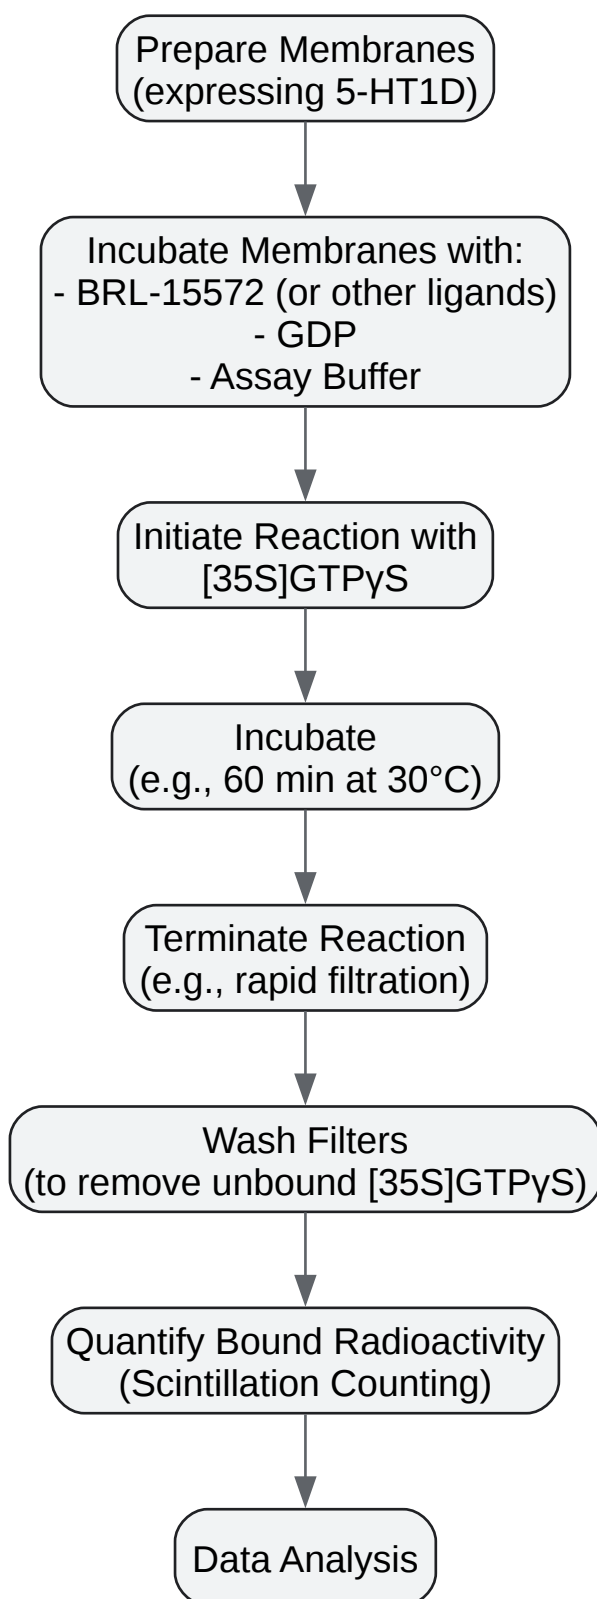 Prepare Membranes
(expressing 5-HT1D)
Incubate Membranes with:
- BRL-15572 (or other ligands)
- GDP
- Assay Buffer
Initiate Reaction with
[35S]GTPγS
Incubate
(e.g., 60 min at 30°C)
Terminate Reaction
(e.g., rapid filtration)
Wash Filters
(to remove unbound [35S]GTPγS)
Quantify Bound Radioactivity
(Scintillation Counting)
Data Analysis